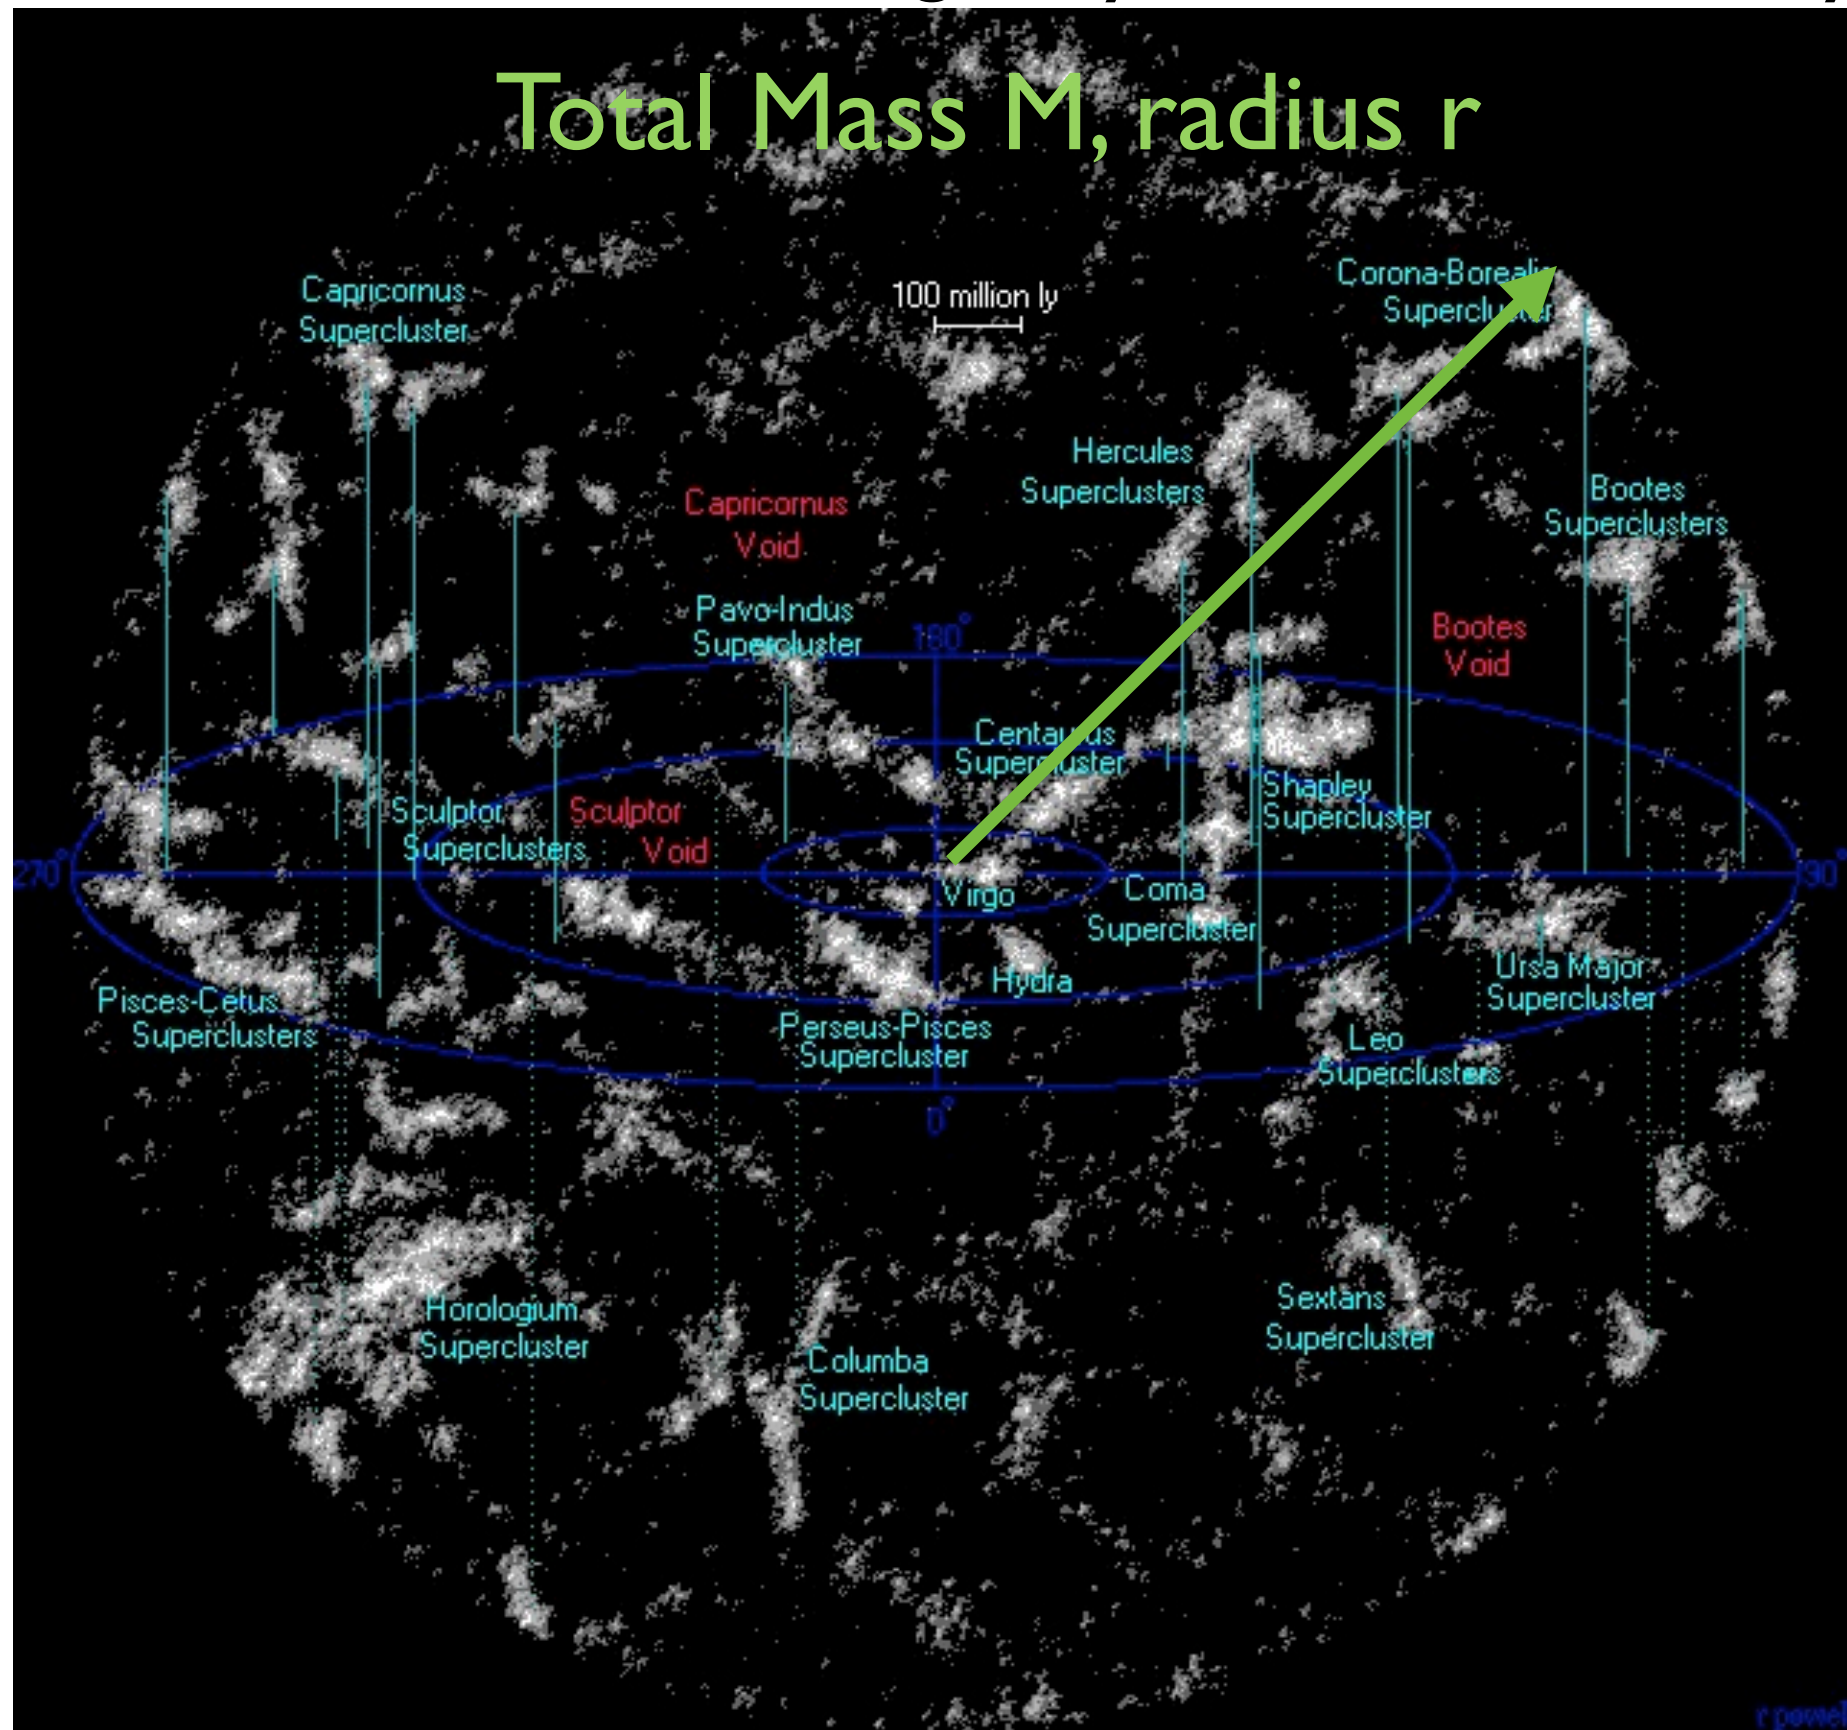 Total Mass M, radius r
Capricornus
Supercluster
100 million ly
Corona-Borealis
Supercluster
Hercules
Superclusters
Capricornus
Void
Bootes
Superclusters
Pavo-Indus
Supercluster
180°
Bootes
Void
Centaurus
Supercluster
Shapley
Supercluster
Sculptor
Superclusters
Sculptor
Void
270°
90°
Virgo
Coma
Supercluster
Hydra
Ursa Major
Supercluster
Pisces-Cetus
Superclusters
Perseus-Pisces
Supercluster
Leo
Superclusters
0°
Horologium
Supercluster
Sextans
Supercluster
Columba
Supercluster